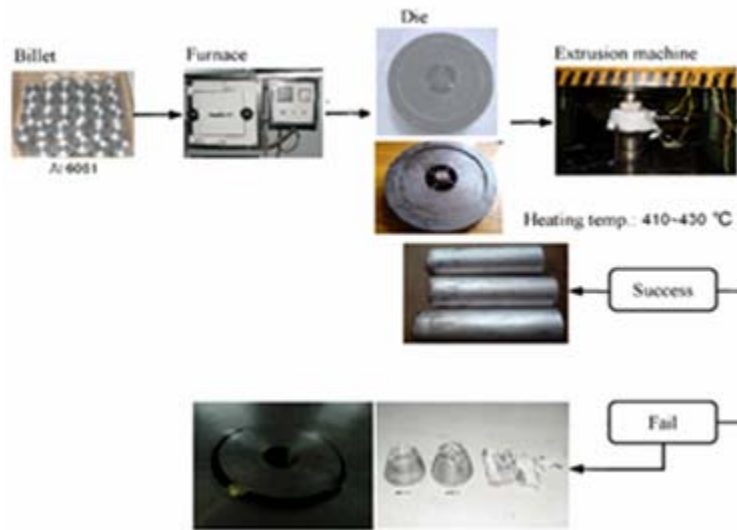 Die
Billet
Furnace
Extrusion machine
Al 6061
Heating temp.: 410~430 ℃
Success
Fail